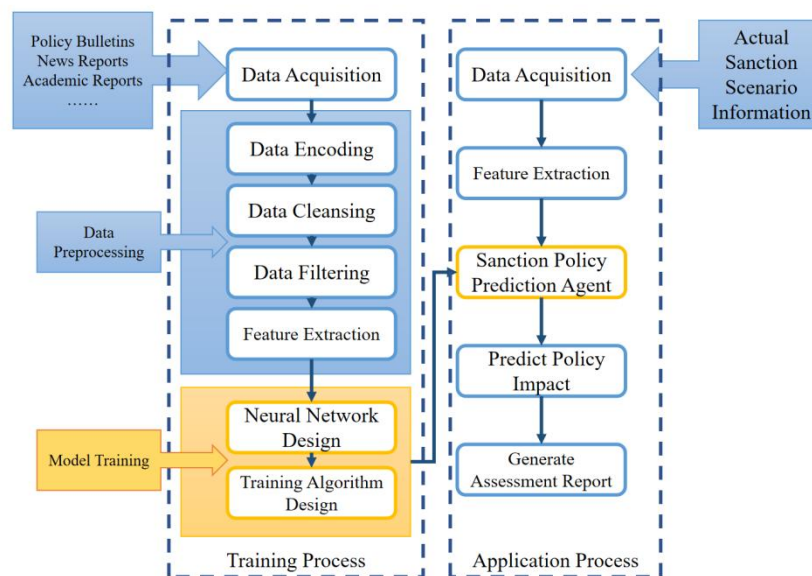 Policy Bulletins
News Reports
Academic Reports
……
Data Acquisition
Data Encoding
Data Cleansing
Data Preprocessing
Data Filtering
Feature Extraction
Neural Network
Design
Model Training
Training Algorithm
Design
Training Process
Data Acquisition
Actual
Sanction
Scenario
Information
Feature Extraction
Sanction Policy
Prediction Agent
Predict Policy
Impact
Generate
Assessment Report
Application Process